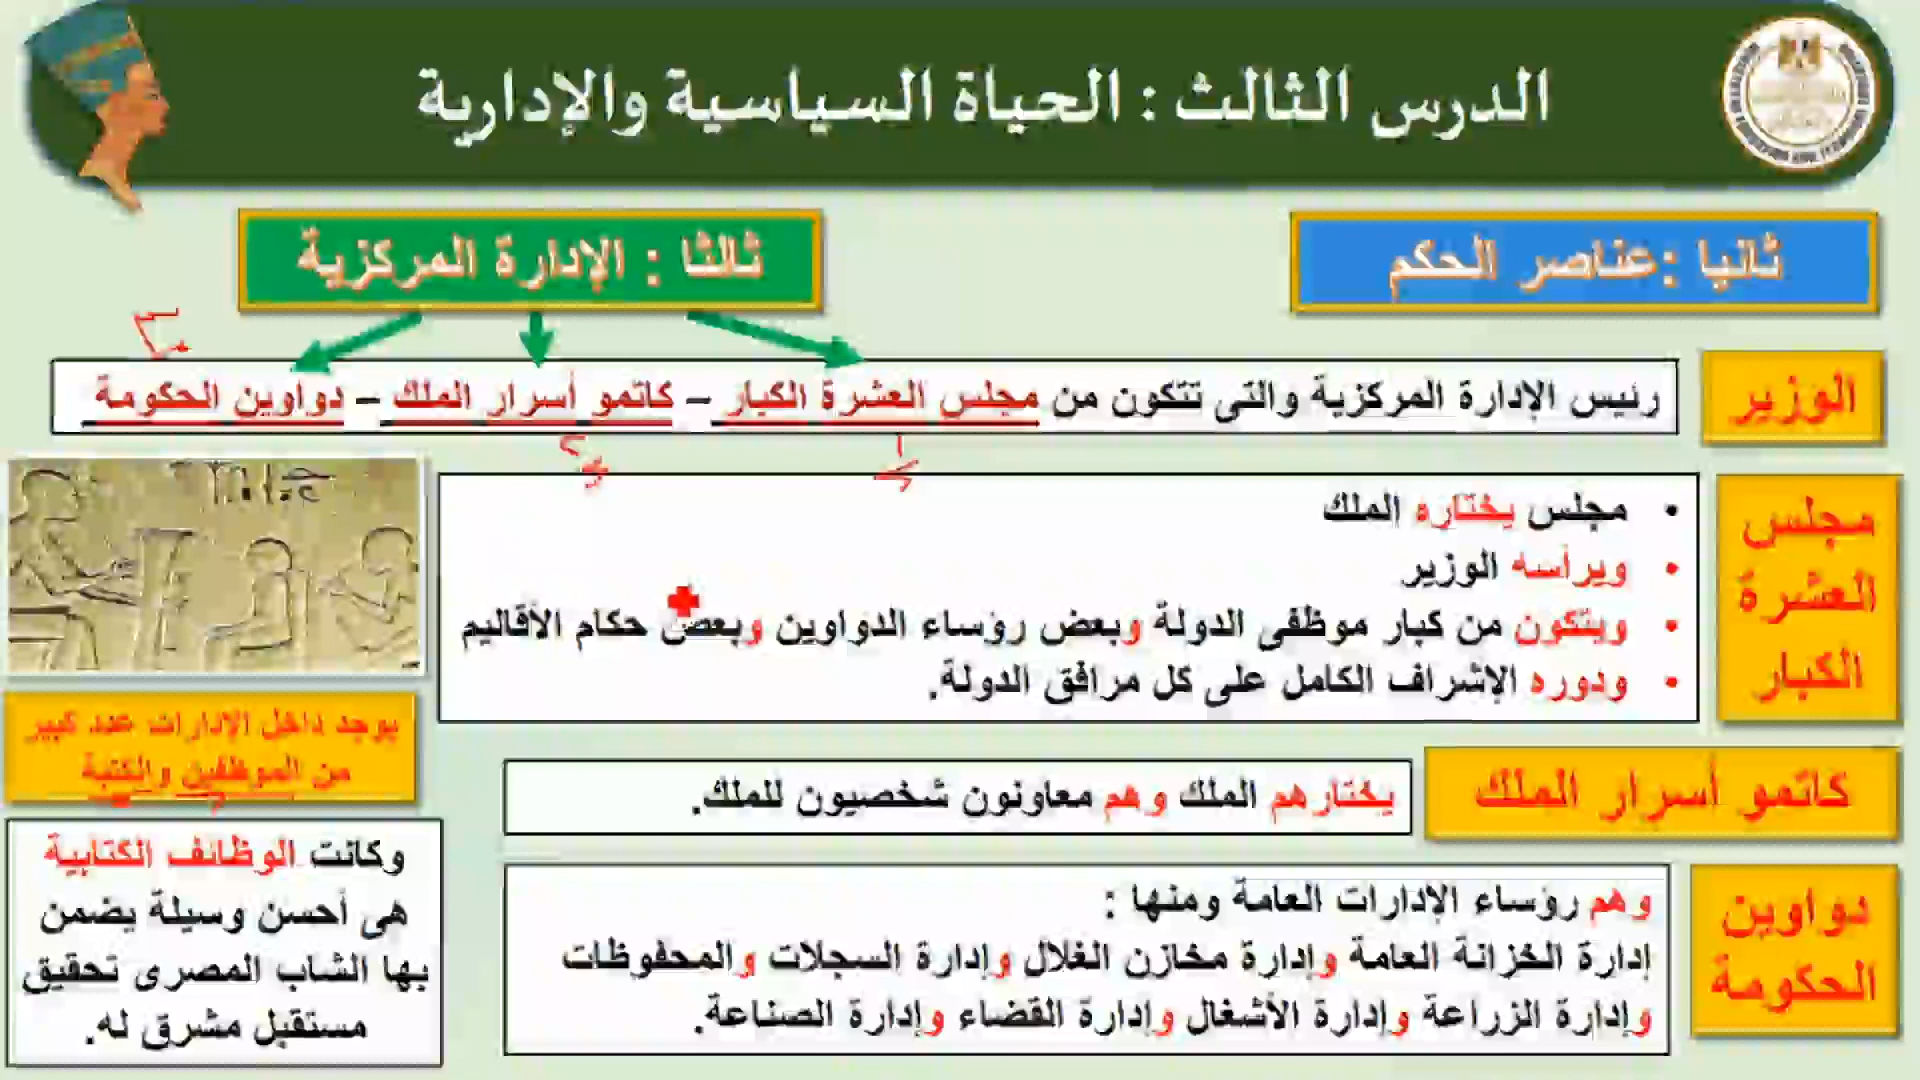 الدرس الثالث : الحياة السياسية والإدارية
ثانيا :عناصر الحكم
ثالثا : الإدارة المركزية
الوزير
رئيس الإدارة المركزية والتى تتكون من مجلس العشرة الكبار – كاتمو أسرار الملك – دواوين الحكومة
مجلس
العشرة
الكبار
• مجلس يختاره الملك
• ويرأسه الوزير
• ويتكون من كبار موظفى الدولة وبعض رؤساء الدواوين وبعض حكام الأقاليم
• ودوره الإشراف الكامل على كل مرافق الدولة.
كاتمو أسرار الملك
يختارهم الملك وهم معاونون شخصيون للملك.
دواوين
الحكومة
وهم رؤساء الإدارات العامة ومنها :
إدارة الخزانة العامة وإدارة مخازن الغلال وإدارة السجلات والمحفوظات
وإدارة الزراعة وإدارة الأشغال وإدارة القضاء وإدارة الصناعة.
يوجد داخل الإدارات عدد كبير
من الموظفين والكتبة
وكانت الوظائف الكتابية
هى أحسن وسيلة يضمن
بها الشاب المصرى تحقيق
مستقبل مشرق له.